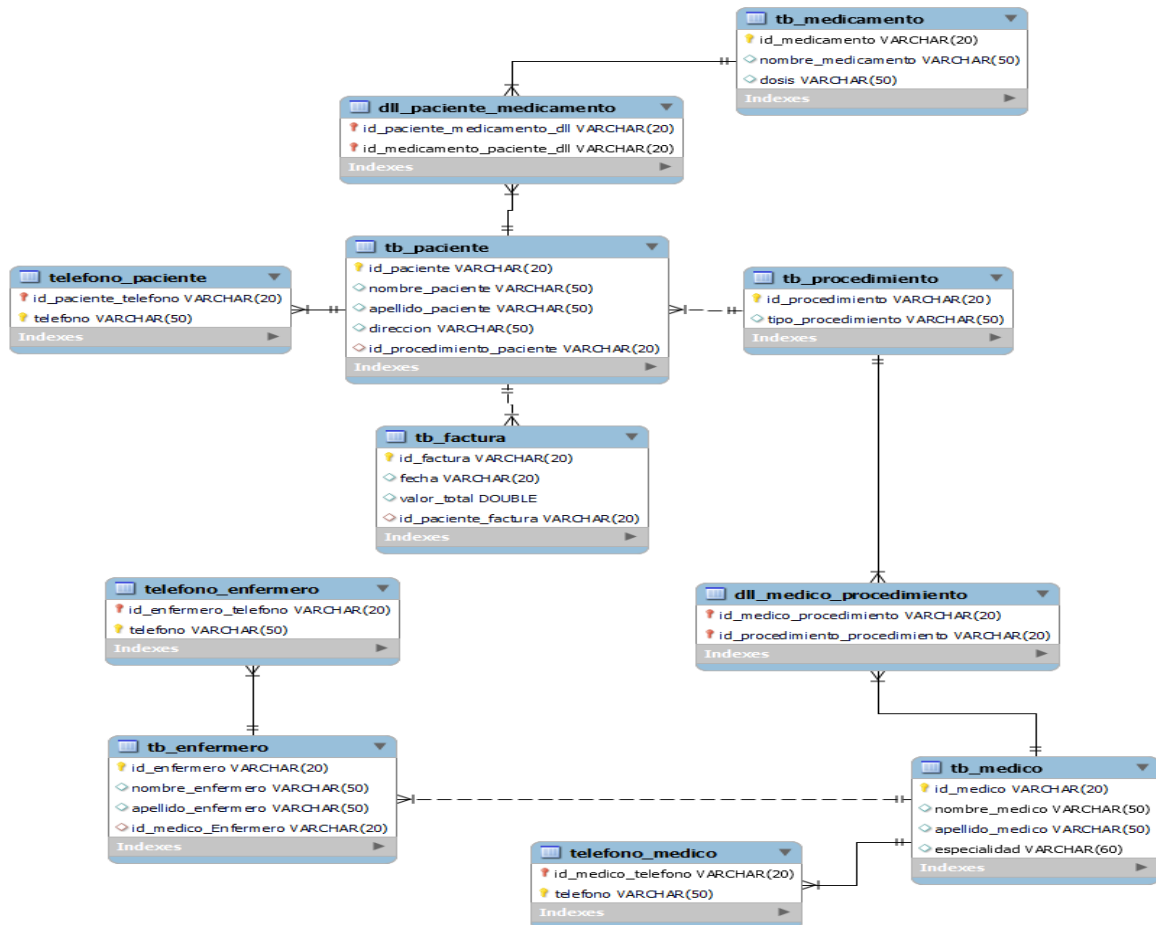 tb_medicamento
id_medicamento VARCHAR(20)
nombre_medicamento VARCHAR(50)
dosis VARCHAR(50)
Indexes
dll_paciente_medicamento
id_paciente_medicamento_dll VARCHAR(20)
id_medicamento_paciente_dll VARCHAR(20)
Indexes
tb_paciente
id_paciente VARCHAR(20)
nombre_paciente VARCHAR(50)
apellido_paciente VARCHAR(50)
direccion VARCHAR(50)
id_procedimiento_paciente VARCHAR(20)
Indexes
telefono_paciente
id_paciente_telefono VARCHAR(20)
telefono VARCHAR(50)
Indexes
tb_procedimiento
id_procedimiento VARCHAR(20)
tipo_procedimiento VARCHAR(50)
Indexes
tb_factura
id_factura VARCHAR(20)
fecha VARCHAR(20)
valor_total DOUBLE
id_paciente_factura VARCHAR(20)
Indexes
telefono_enfermero
id_enfermero_telefono VARCHAR(20)
telefono VARCHAR(50)
Indexes
dll_medico_procedimiento
id_medico_procedimiento VARCHAR(20)
id_procedimiento_procedimiento VARCHAR(20)
Indexes
tb_enfermero
id_enfermero VARCHAR(20)
nombre_enfermero VARCHAR(50)
apellido_enfermero VARCHAR(50)
id_medico_Enfermero VARCHAR(20)
Indexes
tb_medico
id_medico VARCHAR(20)
nombre_medico VARCHAR(50)
apellido_medico VARCHAR(50)
especialidad VARCHAR(60)
Indexes
telefono_medico
id_medico_telefono VARCHAR(20)
telefono VARCHAR(50)
Indexes